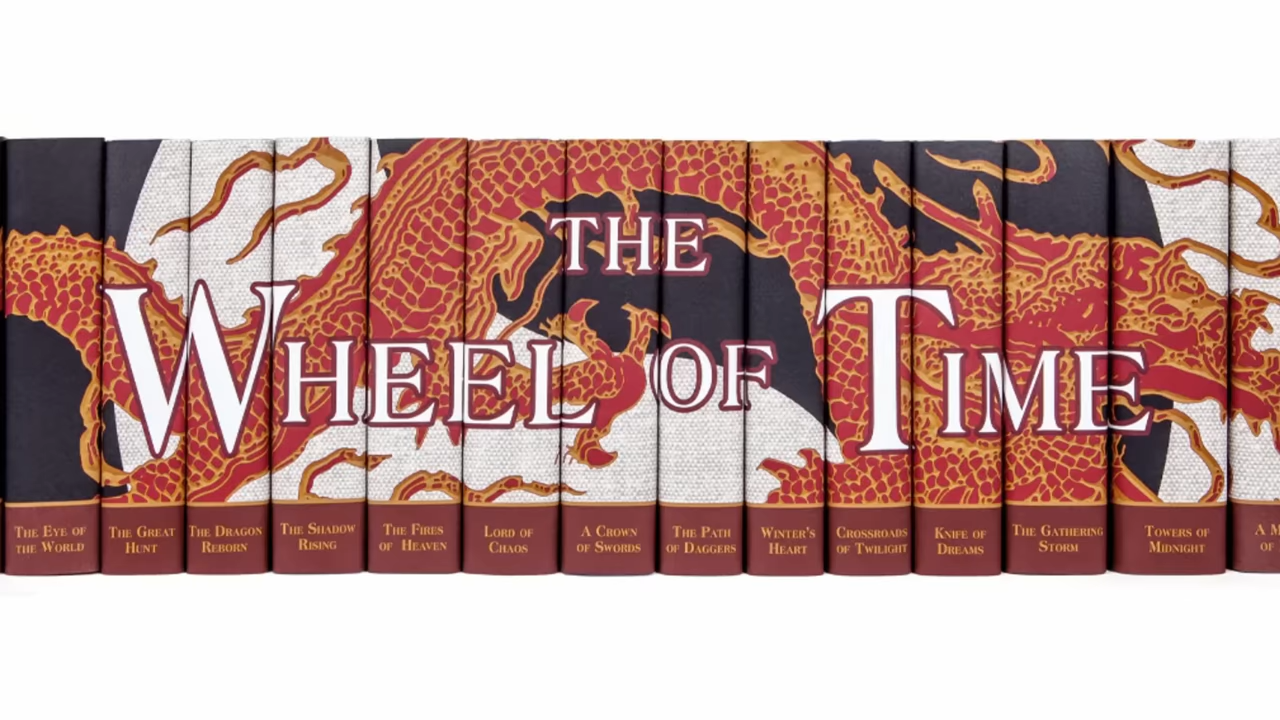 THE
WHEEL OF TIME
THE EYE OF
THE WORLD
THE GREAT
HUNT
THE DRAGON
REBORN
THE SHADOW
RISING
THE FIRES
OF HEAVEN
LORD OF
CHAOS
A CROWN
OF SWORDS
THE PATH
OF DAGGERS
WINTER'S
HEART
CROSSROADS
OF TWILIGHT
KNIFE OF
DREAMS
THE GATHERING
STORM
TOWERS OF
MIDNIGHT
A M
OF